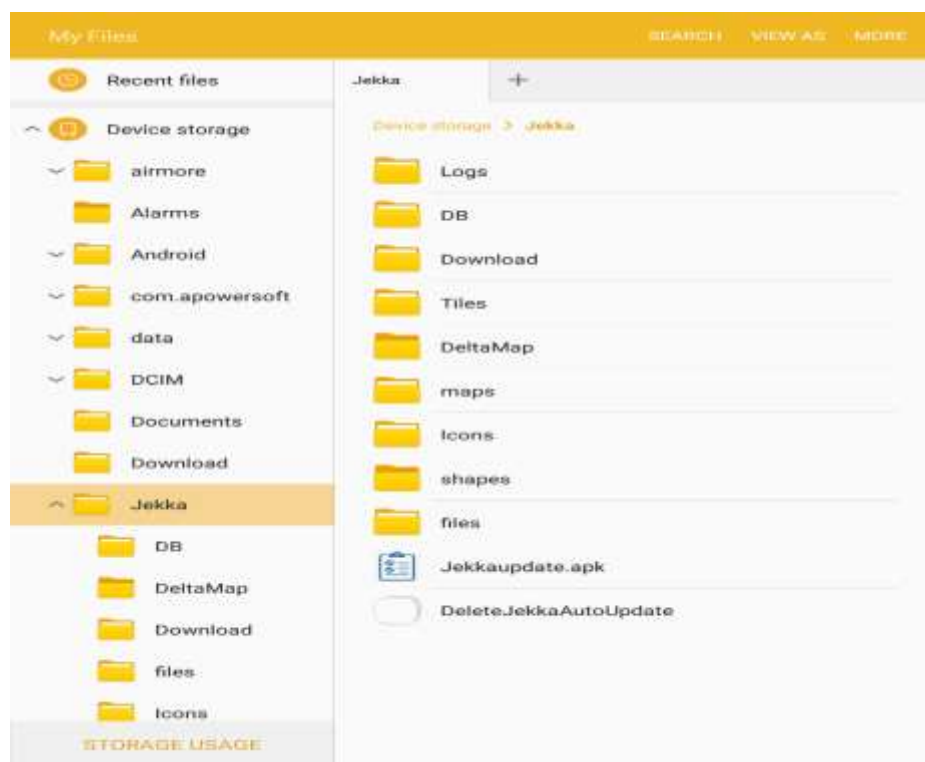 My Files
SEARCH VIEW AS MORE
Recent files
Device storage
airmore
Alarms
Android
com.apowersoft
data
DCIM
Documents
Download
Jekka
DB
DeltaMap
Download
files
Icons
STORAGE USAGE
Jekka +
Device storage > Jekka
Logs
DB
Download
Tiles
DeltaMap
maps
Icons
shapes
files
Jekkaupdate.apk
DeleteJekkaAutoUpdate